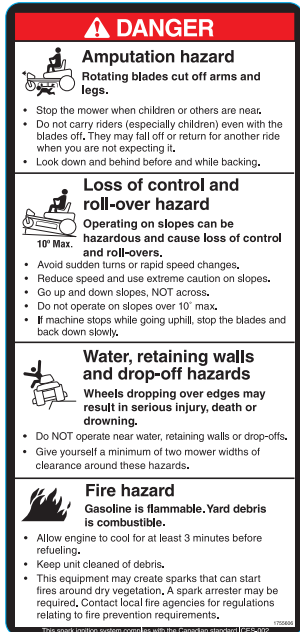 DANGER
Amputation hazard
Rotating blades cut off arms and
legs.
• Stop the mower when children or others are near.
• Do not carry riders (especially children) even with the
blades off. They may fall off or return for another ride
when you are not expecting it.
• Look down and behind before and while backing.
Loss of control and
roll-over hazard
Operating on slopes can be
hazardous and cause loss of control
and roll-overs.
10° Max.
• Avoid sudden turns or rapid speed changes.
• Reduce speed and use extreme caution on slopes.
• Go up and down slopes, NOT across.
• Do not operate on slopes over 10° max.
• If machine stops while going uphill, stop the blades and
back down slowly.
Water, retaining walls
and drop-off hazards
Wheels dropping over edges may
result in serious injury, death or
drowning.
• Do NOT operate near water, retaining walls or drop-offs.
• Give yourself a minimum of two mower widths of
clearance around these hazards.
Fire hazard
Gasoline is flammable. Yard debris
is combustible.
• Allow engine to cool for at least 3 minutes before
refueling.
• Keep unit cleaned of debris.
• This equipment may create sparks that can start
fires around dry vegetation. A spark arrester may be
required. Contact local fire agencies for regulations
relating to fire prevention requirements.
1755606
This spark ignition system complies with the Canadian standard ICES-002